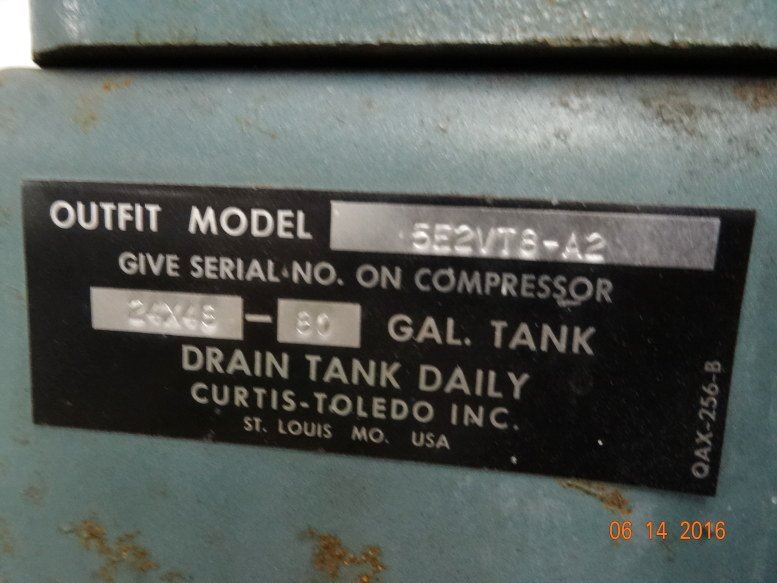 OUTFIT MODEL 5E2VT8-A2
GIVE SERIAL NO. ON COMPRESSOR
24X48 - 80 GAL. TANK
DRAIN TANK DAILY
CURTIS-TOLEDO INC.
ST. LOUIS MO. USA
QAX-256-B
06 14 2016